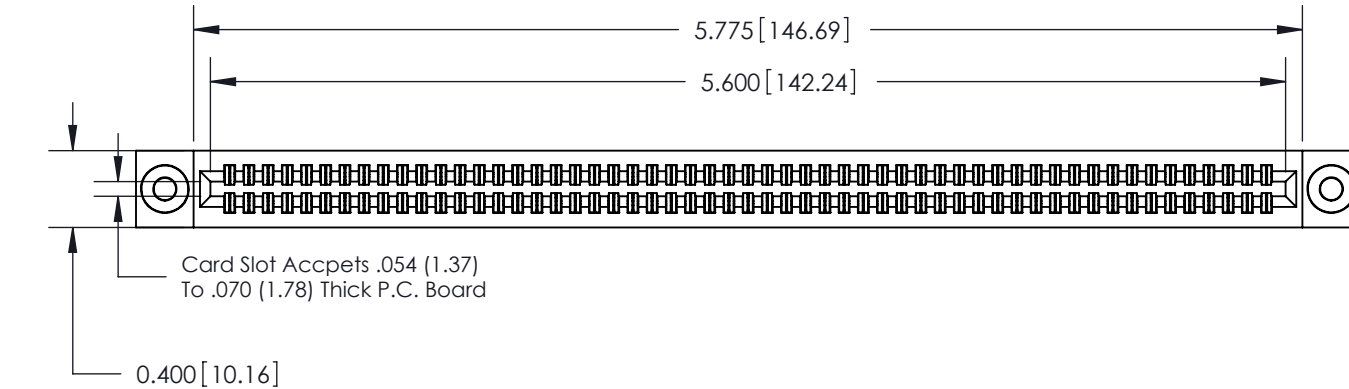 5.775[146.69]
5.600[142.24]
Card Slot Accpets .054 (1.37)
To .070 (1.78) Thick P.C. Board
0.400[10.16]